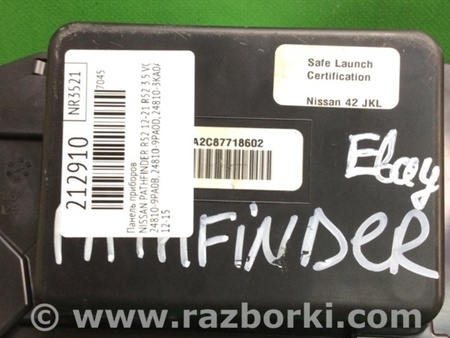 212910
NR3521
7045
Панель приборов
NISSAN PATHFINDER R52 12-21 R52 3.5 VQ
24810-9PA0B, 24810-9PA0D, 24810-3KA0A
12-15
Safe Launch
Certification
Nissan 42 JKL
A2C87718602
Ebay
PATHFiNDER
www.razborki.com